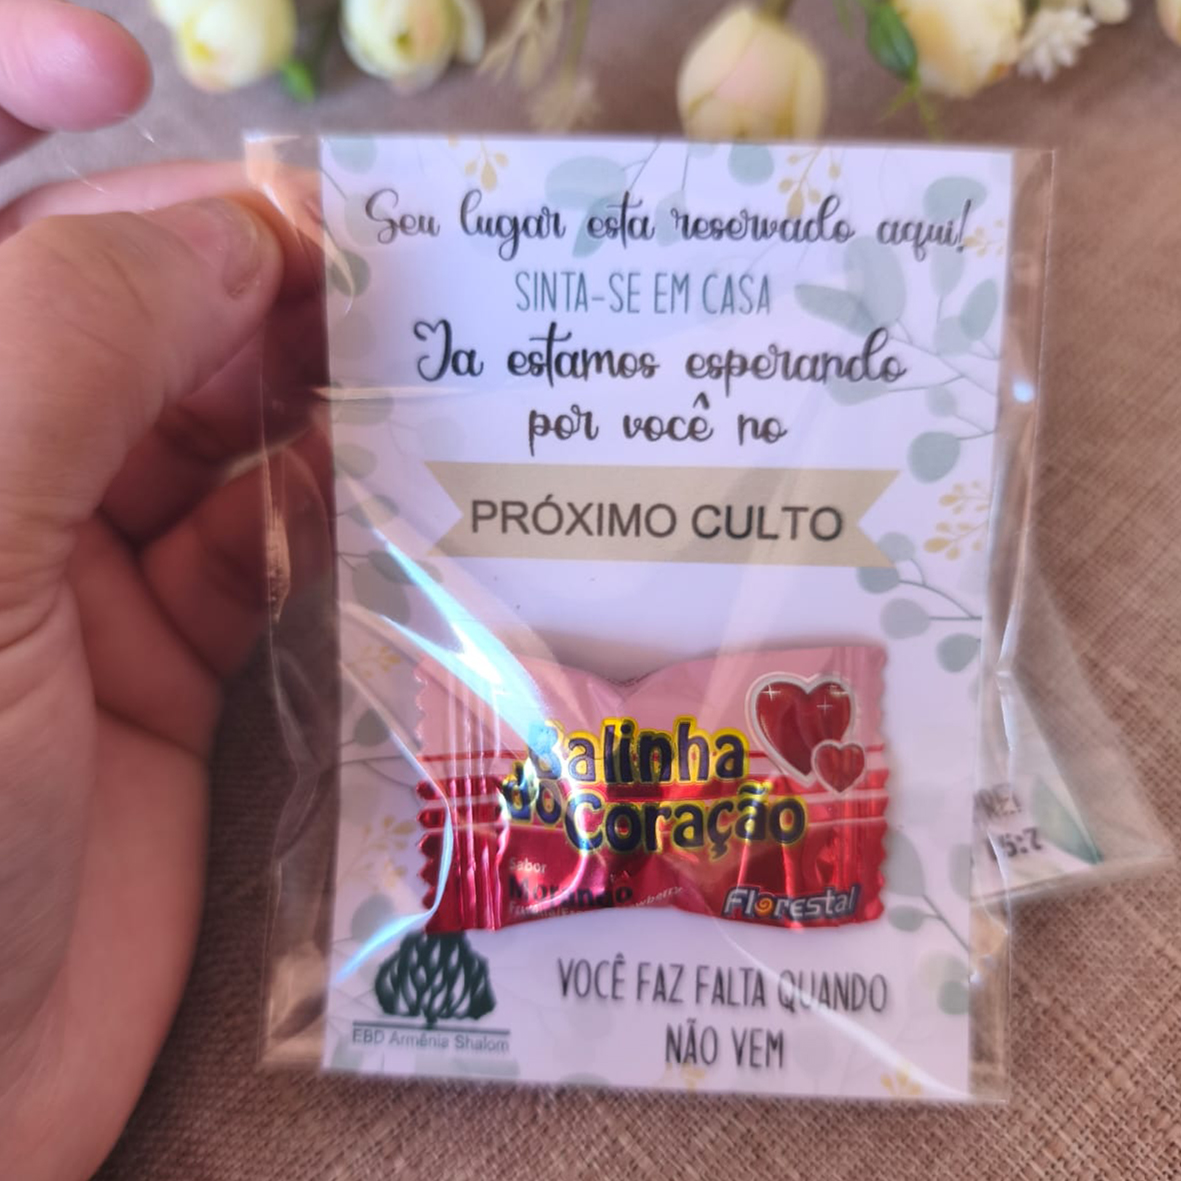 Seu lugar esta reservado aqui!
SINTA-SE EM CASA
Ja estamos esperando
por você no
PRÓXIMO CULTO
Balinha
do Coração
Sabor
Morango
Florestal
EBD Armênia Shalom
VOCÊ FAZ FALTA QUANDO
NÃO VEM